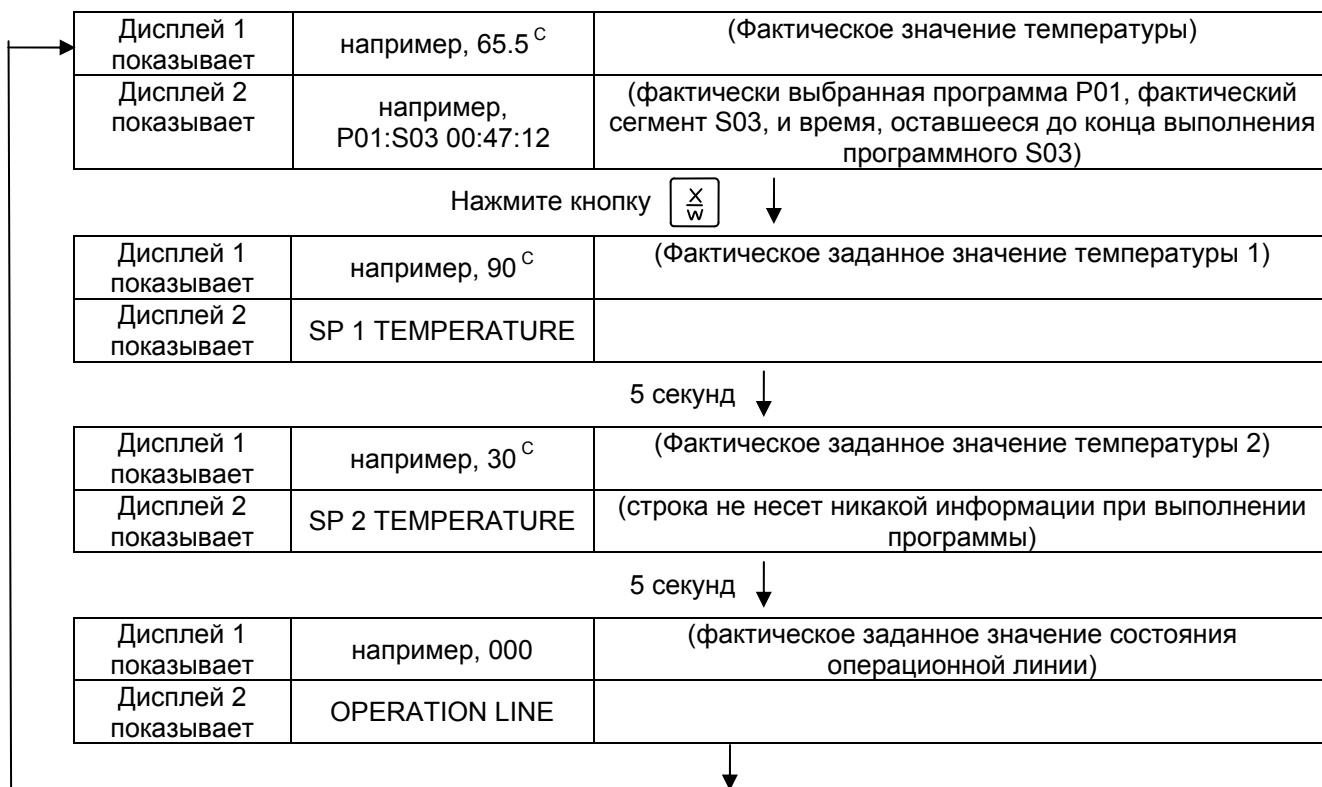 Дисплей 1 показывает
например, 65.5 C
(Фактическое значение температуры)
Дисплей 2 показывает
например,
P01:S03 00:47:12
(фактически выбранная программа P01, фактический
сегмент S03, и время, оставшееся до конца выполнения
программного S03)
Нажмите кнопку X/W
Дисплей 1 показывает
например, 90 C
(Фактическое заданное значение температуры 1)
Дисплей 2 показывает
SP 1 TEMPERATURE
5 секунд
Дисплей 1 показывает
например, 30 C
(Фактическое заданное значение температуры 2)
Дисплей 2 показывает
SP 2 TEMPERATURE
(строка не несет никакой информации при выполнении
программы)
5 секунд
Дисплей 1 показывает
например, 000
(фактическое заданное значение состояния
операционной линии)
Дисплей 2 показывает
OPERATION LINE